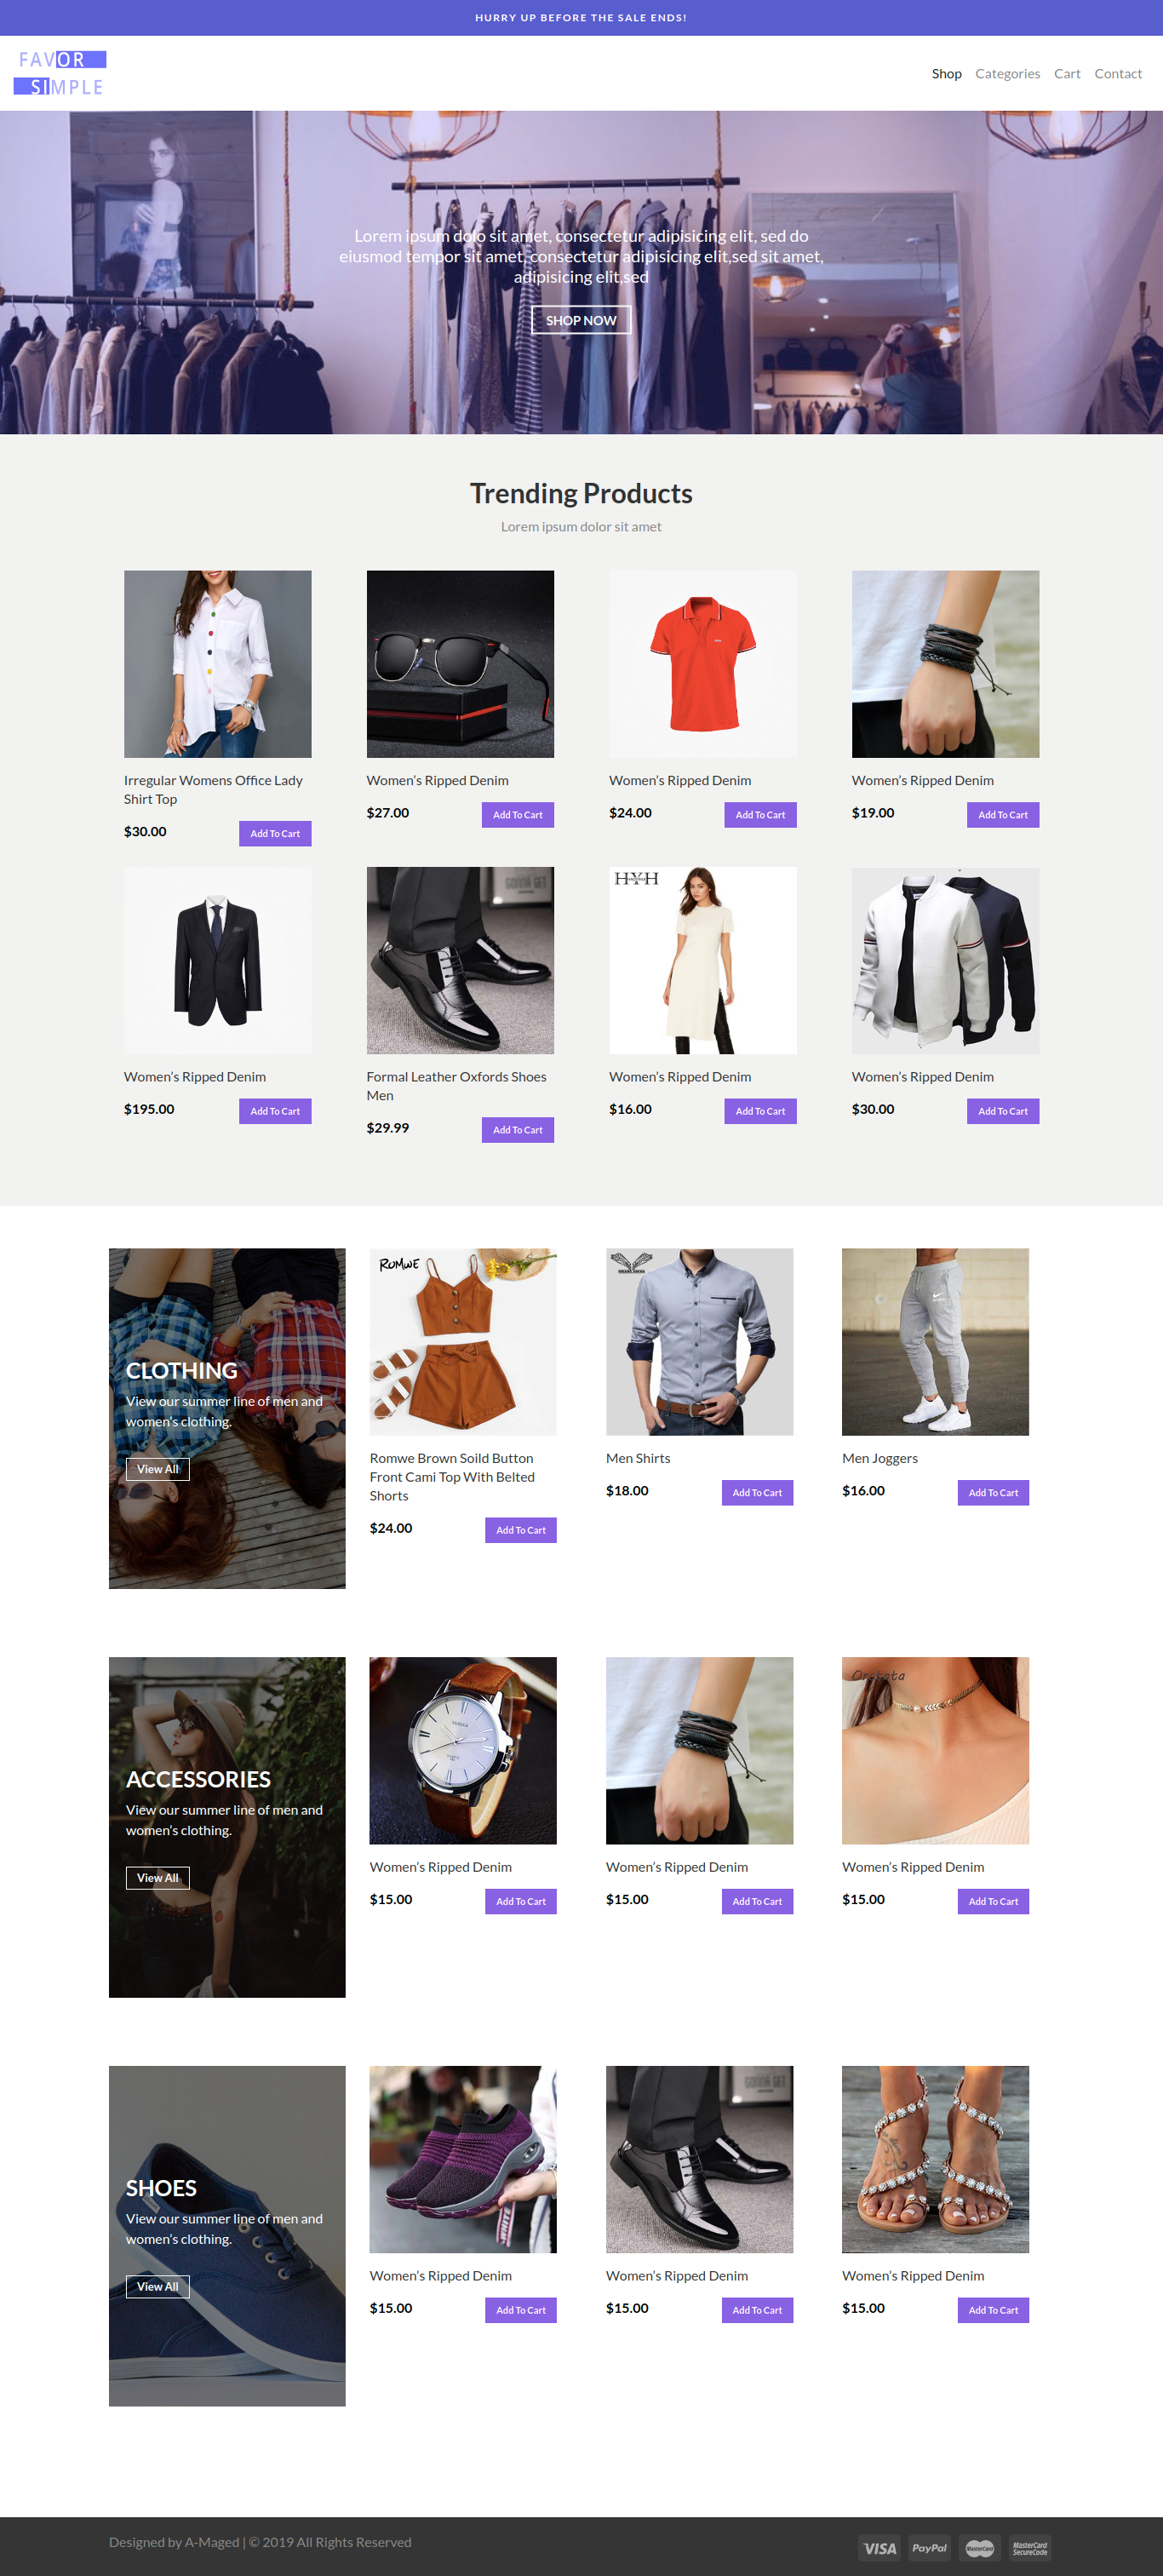 HURRY UP BEFORE THE SALE ENDS!
FAVOR
SIMPLE
Shop
Categories
Cart
Contact
Lorem ipsum dolo sit amet, consectetur adipisicing elit, sed do
eiusmod tempor sit amet, consectetur adipisicing elit,sed sit amet,
adipisicing elit,sed
SHOP NOW
Trending Products
Lorem ipsum dolor sit amet
Irregular Womens Office Lady
Shirt Top
$30.00
Add To Cart
Women’s Ripped Denim
$27.00
Add To Cart
Women’s Ripped Denim
$24.00
Add To Cart
Women’s Ripped Denim
$19.00
Add To Cart
Women’s Ripped Denim
$195.00
Add To Cart
GONNA GET
Formal Leather Oxfords Shoes
Men
$29.99
Add To Cart
HYH
Women’s Ripped Denim
$16.00
Add To Cart
Women’s Ripped Denim
$30.00
Add To Cart
CLOTHING
View our summer line of men and
women’s clothing.
View All
ROMWE
Romwe Brown Soild Button
Front Cami Top With Belted
Shorts
$24.00
Add To Cart
Men Shirts
$18.00
Add To Cart
Men Joggers
$16.00
Add To Cart
ACCESSORIES
View our summer line of men and
women’s clothing.
View All
YAZOLE
Women’s Ripped Denim
$15.00
Add To Cart
Women’s Ripped Denim
$15.00
Add To Cart
Women’s Ripped Denim
$15.00
Add To Cart
SHOES
View our summer line of men and
women’s clothing.
View All
Women’s Ripped Denim
$15.00
Add To Cart
GONNA GET
Women’s Ripped Denim
$15.00
Add To Cart
Women’s Ripped Denim
$15.00
Add To Cart
Designed by A-Maged | © 2019 All Rights Reserved
VISA
PayPal
MasterCard
MasterCard
SecureCode